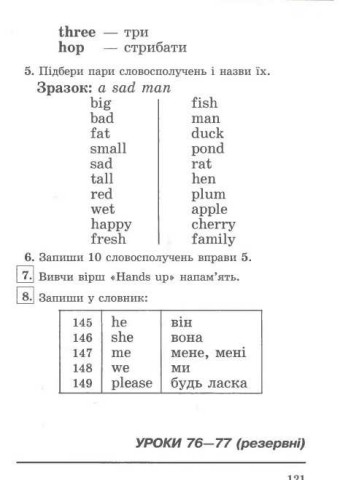 three — три
hop — стрибати
5. Підбери пари словосполучень і назви їх.
Зразок: a sad man
big fish
bad man
fat duck
small pond
sad rat
tall hen
red plum
wet apple
happy cherry
fresh family
6. Запиши 10 словосполучень вправи 5.
7. Вивчи вірш «Hands up» напам'ять.
8. Запиши у словник:
145 he він
146 she вона
147 me мене, мені
148 we ми
149 please будь ласка
УРОКИ 76—77 (резервні)
121